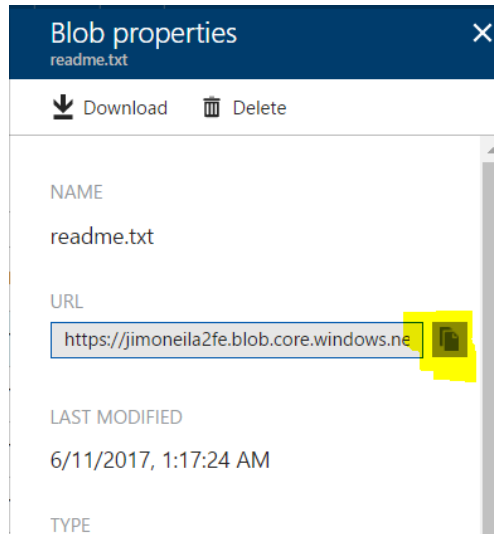 Blob properties
readme.txt
Download Delete
NAME
readme.txt
URL
https://jimoneila2fe.blob.core.windows.ne
LAST MODIFIED
6/11/2017, 1:17:24 AM
TYPE